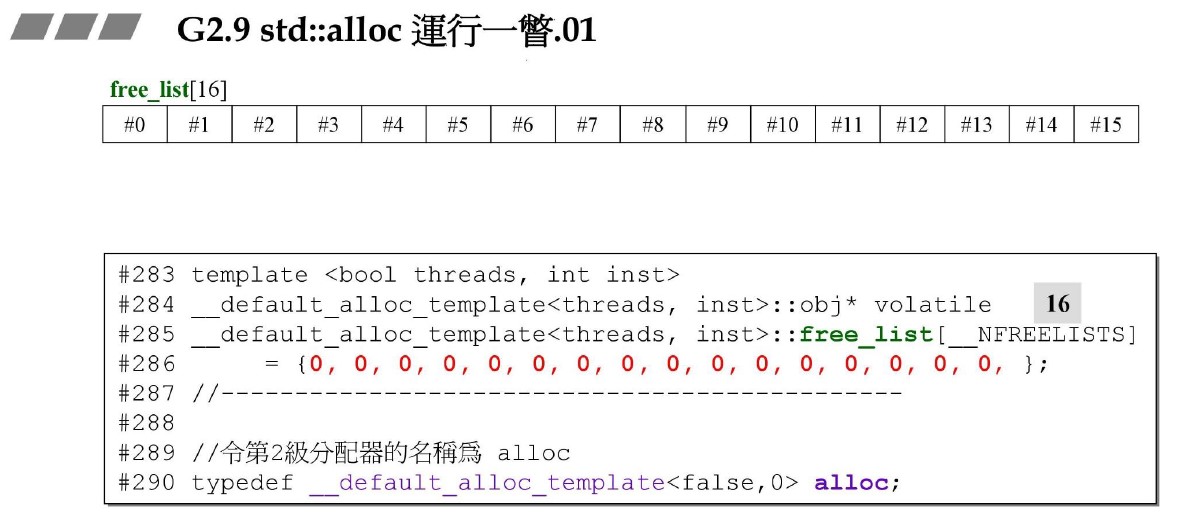 G2.9 std::alloc 運行一瞥.01
free_list[16]
#0 #1 #2 #3 #4 #5 #6 #7 #8 #9 #10 #11 #12 #13 #14 #15
#283 template <bool threads, int inst>
#284 __default_alloc_template<threads, inst>::obj* volatile 16
#285 __default_alloc_template<threads, inst>::free_list[__NFREELISTS]
#286 = {0, 0, 0, 0, 0, 0, 0, 0, 0, 0, 0, 0, 0, 0, 0, 0, };
#287 //----------------------------------------------
#288
#289 //令第2級分配器的名稱爲 alloc
#290 typedef __default_alloc_template<false,0> alloc;